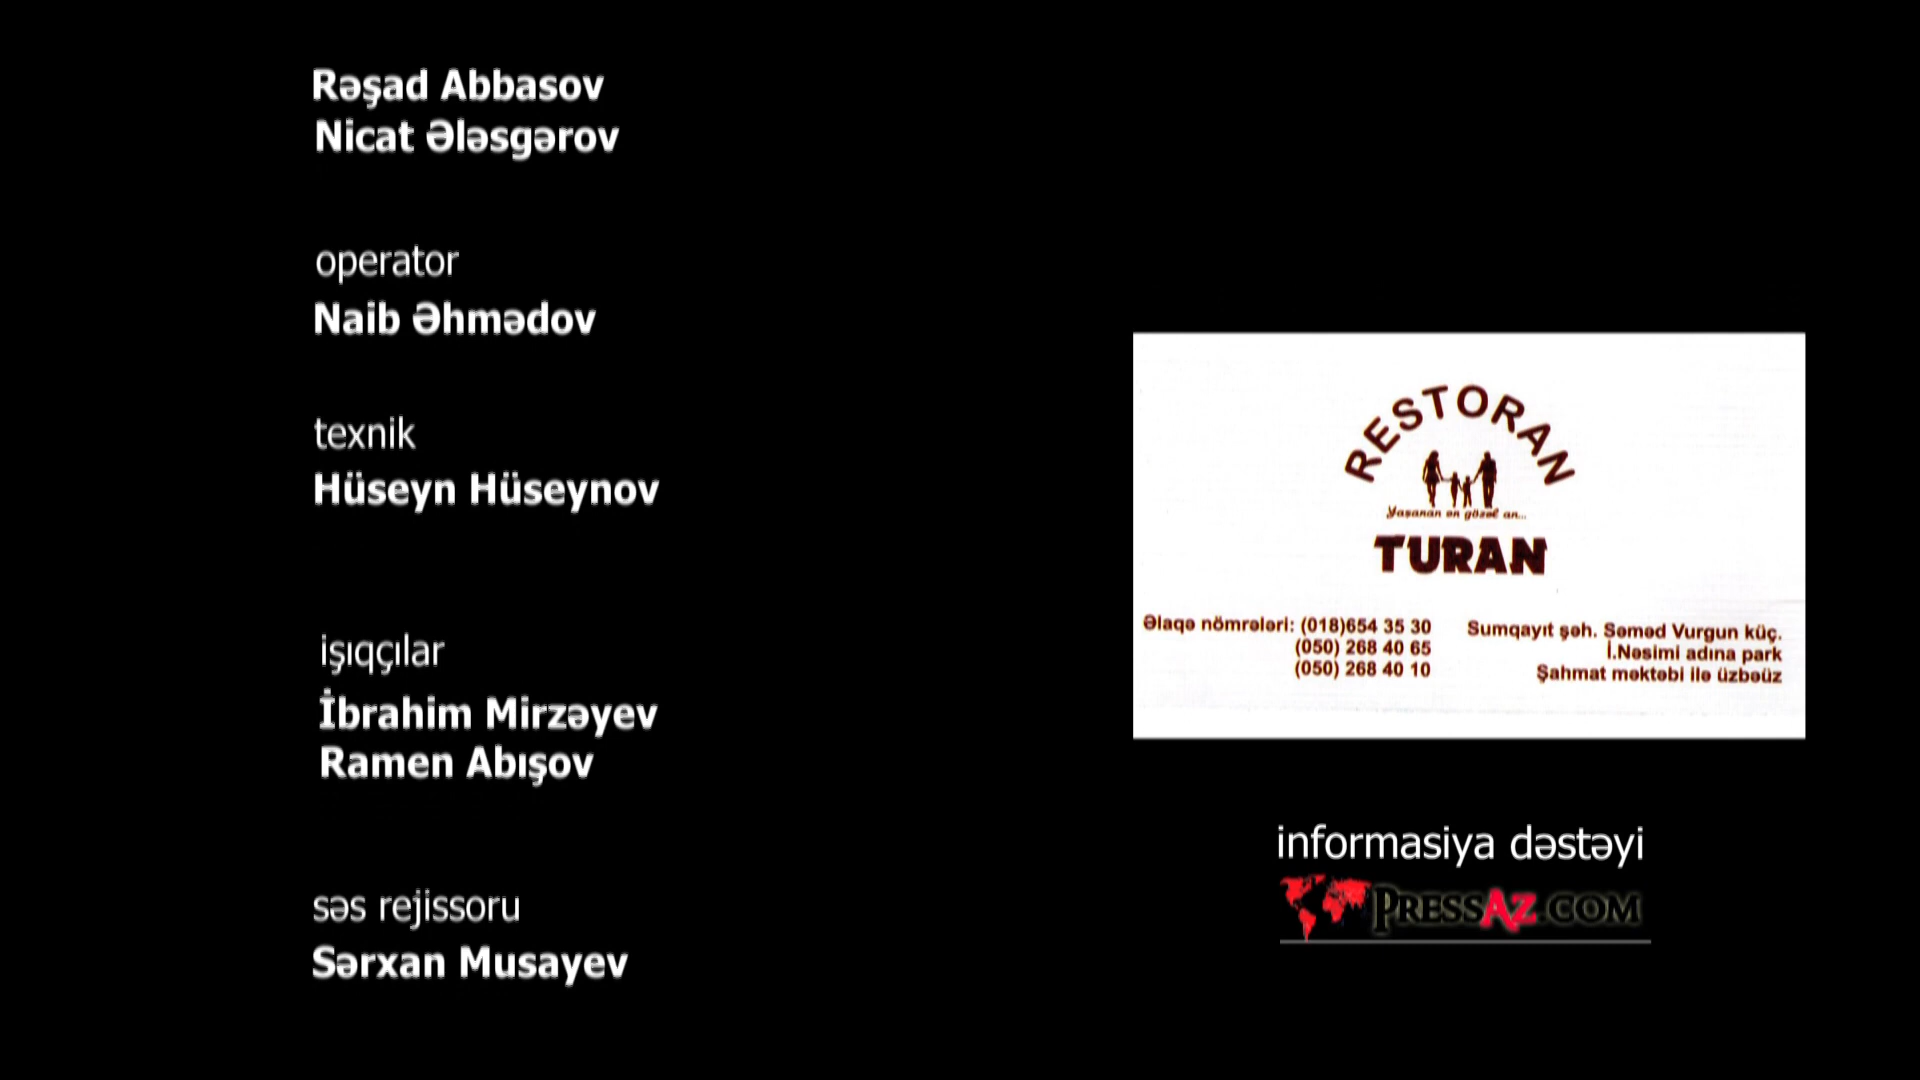 Rəşad Abbasov
Nicat Ələsgərov
operator
Naib Əhmədov
texnik
Hüseyn Hüseynov
işıqçılar
İbrahim Mirzəyev
Ramen Abışov
səs rejissoru
Sərxan Musayev
RESTORAN
Yaşanan ən gözəl an...
TURAN
Əlaqə nömrələri: (018)654 35 30
(050) 268 40 65
(050) 268 40 10
Sumqayıt şəh. Səməd Vurgun küç.
İ.Nəsimi adına park
Şahmat məktəbi ilə üzbəüz
informasiya dəstəyi
PRESSAZ.COM